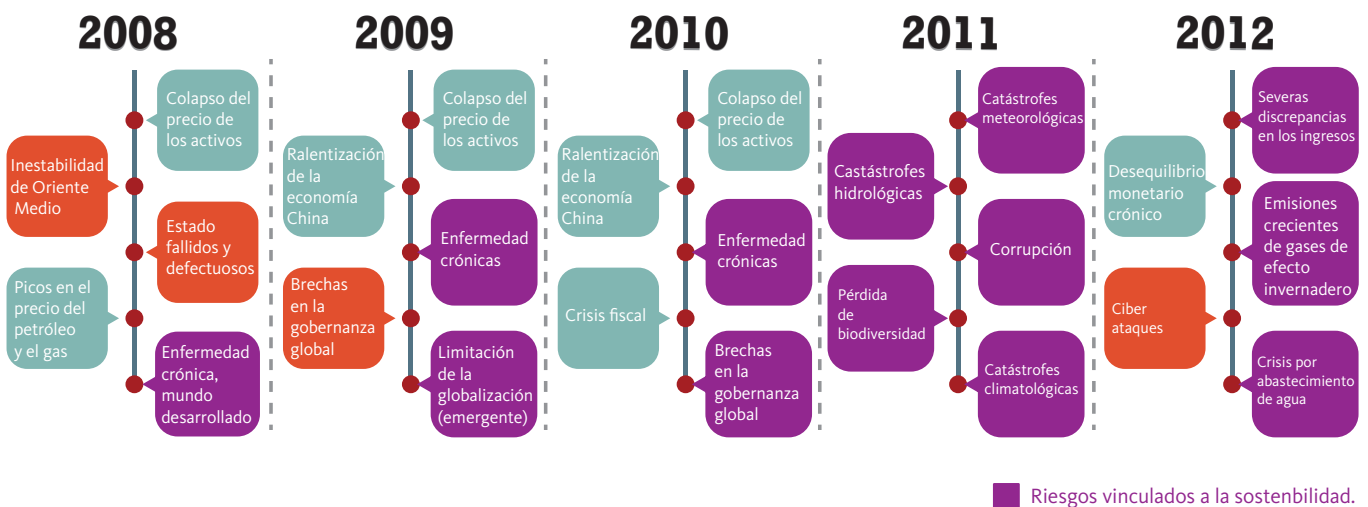 2008
Colapso del
precio de
los activos
Inestabilidad
de Oriente
Medio
Estado
fallidos y
defectuosos
Picos en el
precio del
petróleo
y el gas
Enfermedad
crónica,
mundo
desarrollado
2009
Colapso del
precio de
los activos
Ralentización
de la
economía
China
Enfermedad
crónicas
Brechas
en la
gobernanza
global
Limitación
de la
globalización
(emergente)
2010
Colapso del
precio de
los activos
Ralentización
de la
economía
China
Enfermedad
crónicas
Crisis fiscal
Brechas
en la
gobernanza
global
2011
Catástrofes
meteorológicas
Castástrofes
hidrológicas
Corrupción
Pérdida
de
biodiversidad
Catástrofes
climatológicas
2012
Severas
discrepancias
en los ingresos
Desequilibrio
monetario
crónico
Emisiones
crecientes
de gases de
efecto
invernadero
Ciber
ataques
Crisis por
abastecimiento
de agua
Riesgos vinculados a la sostenbilidad.